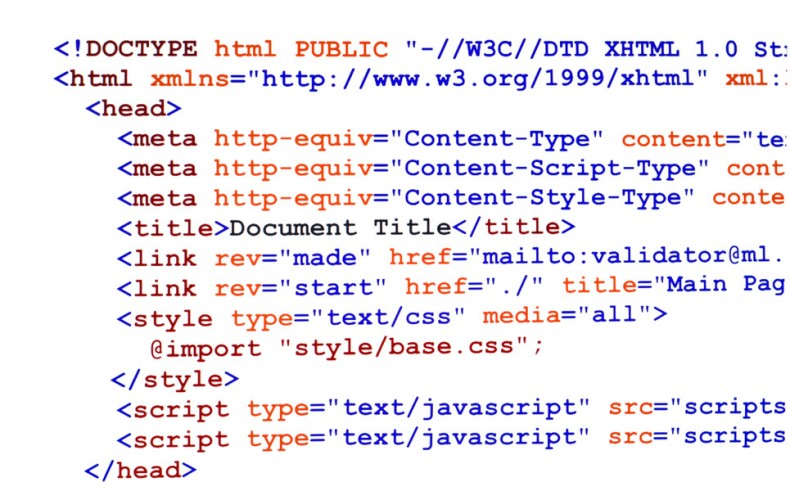 <!DOCTYPE html PUBLIC "-//W3C//DTD XHTML 1.0 St
<html xmlns="http://www.w3.org/1999/xhtml" xml:
<head>
<meta http-equiv="Content-Type" content="te
<meta http-equiv="Content-Script-Type" cont
<meta http-equiv="Content-Style-Type" conte
<title>Document Title</title>
<link rev="made" href="mailto:validator@ml.
<link rev="start" href="./" title="Main Pag
<style type="text/css" media="all">
@import "style/base.css";
</style>
<script type="text/javascript" src="scripts
<script type="text/javascript" src="scripts
</head>